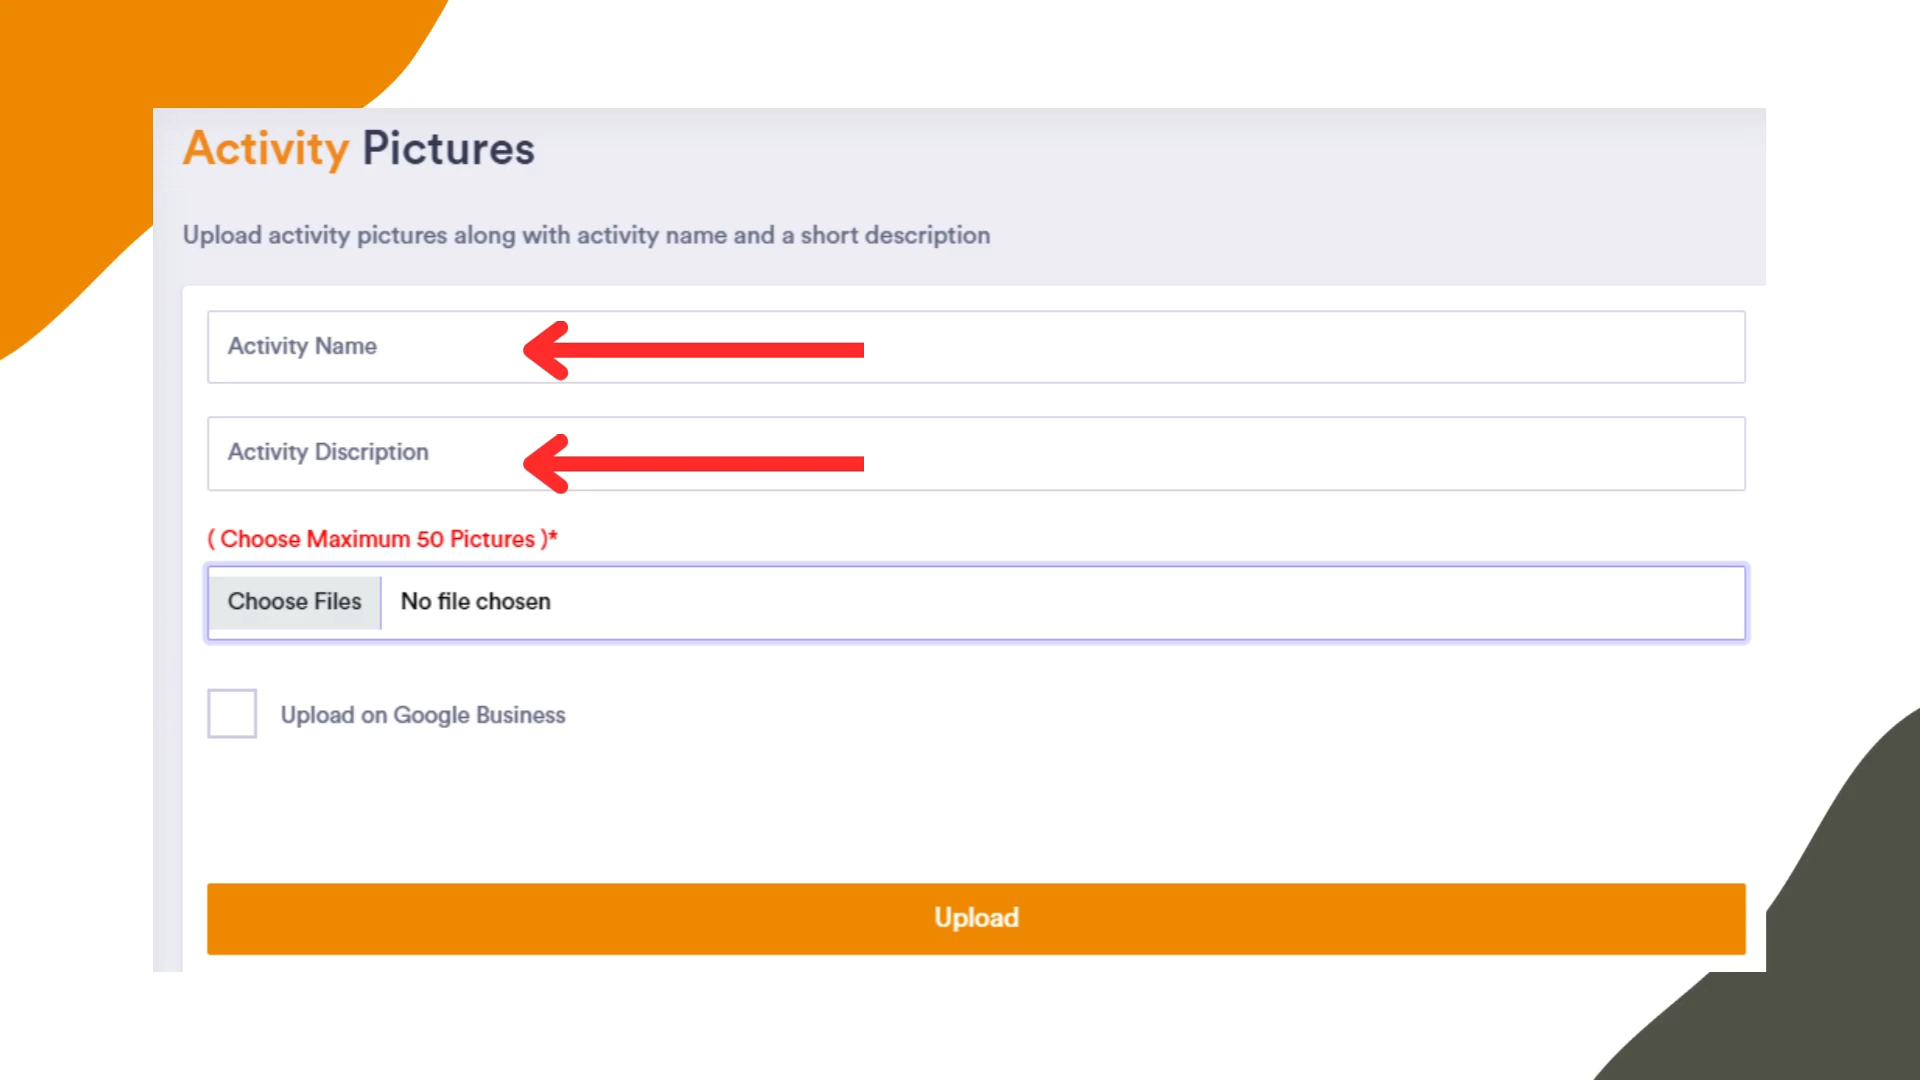 Activity Pictures
Upload activity pictures along with activity name and a short description
Activity Name
Activity Discription
( Choose Maximum 50 Pictures )*
Choose Files No file chosen
Upload on Google Business
Upload